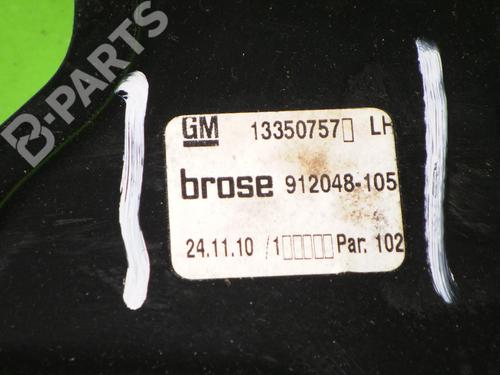 B-PARTS
GM 13350757▯ LH
brose 912048-105
24.11.10 /1▯▯▯▯▯ Par. 102